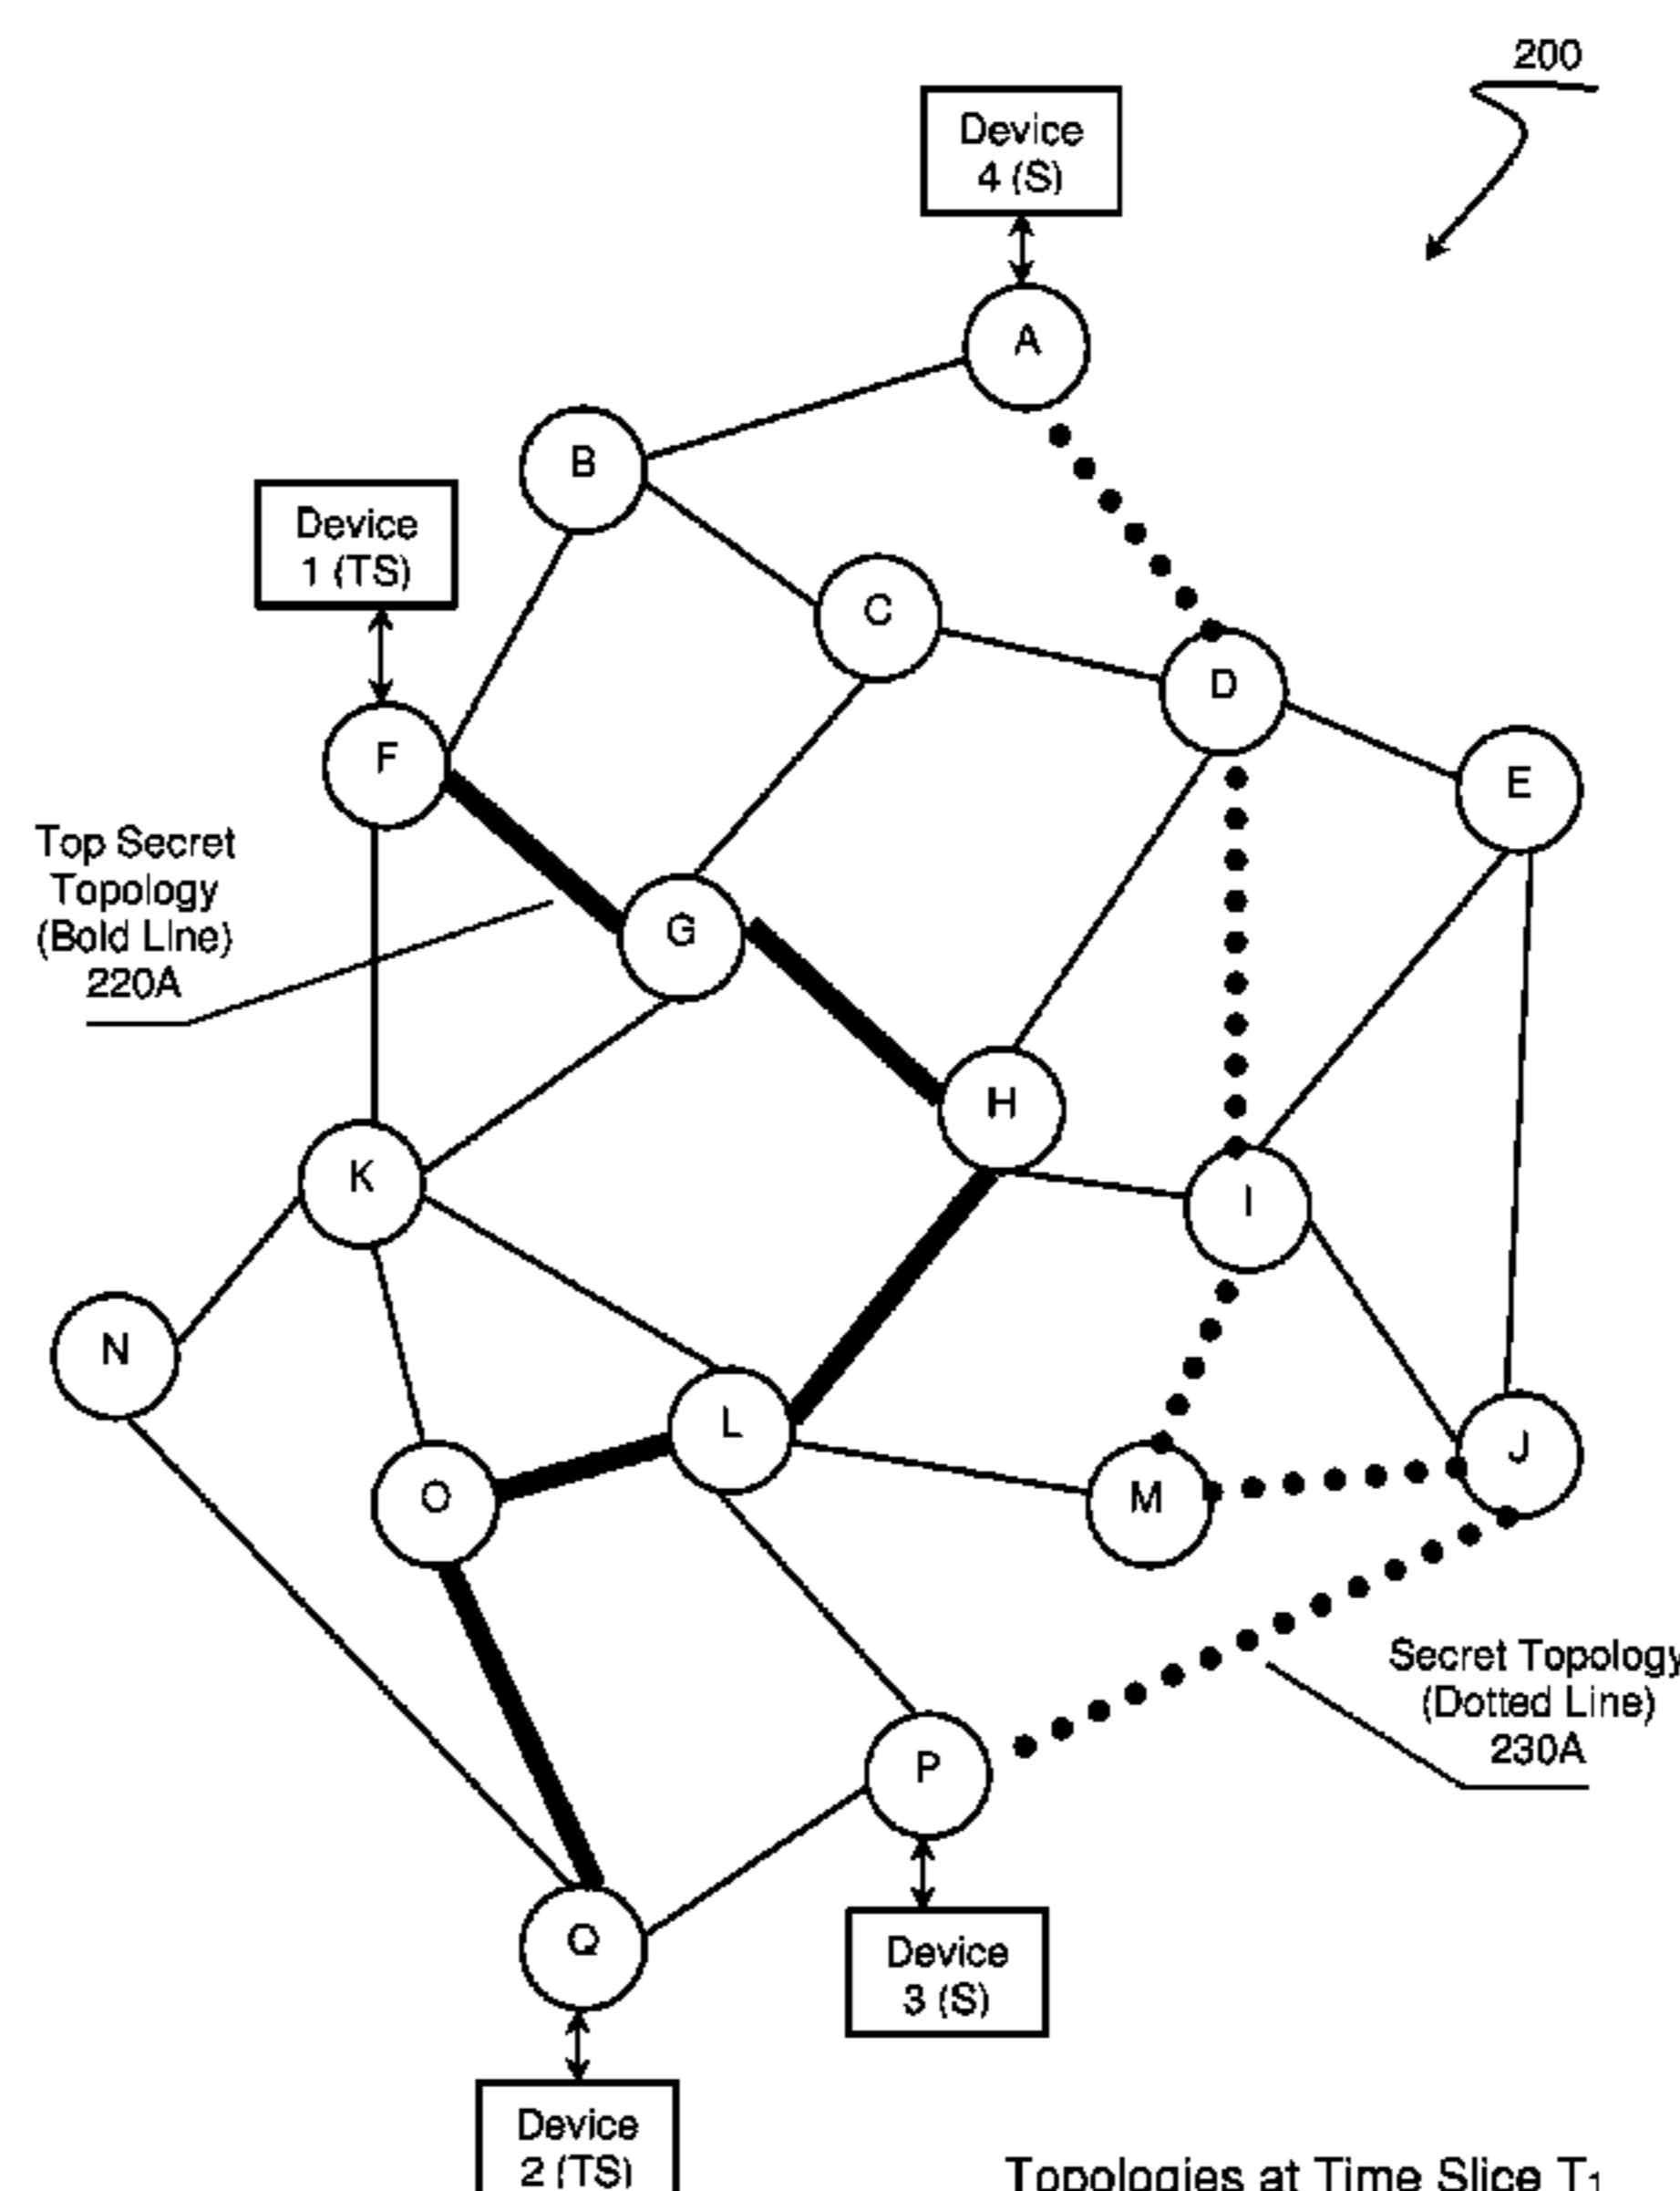 200
Device
4 (S)
A
B
Device
1 (TS)
C
D
F
E
Top Secret
Topology
(Bold Line)
220A
G
H
K
I
N
L
J
O
M
Secret Topology
(Dotted Line)
230A
P
Q
Device
3 (S)
Device
2 (TS)
Topologies at Time Slice T1